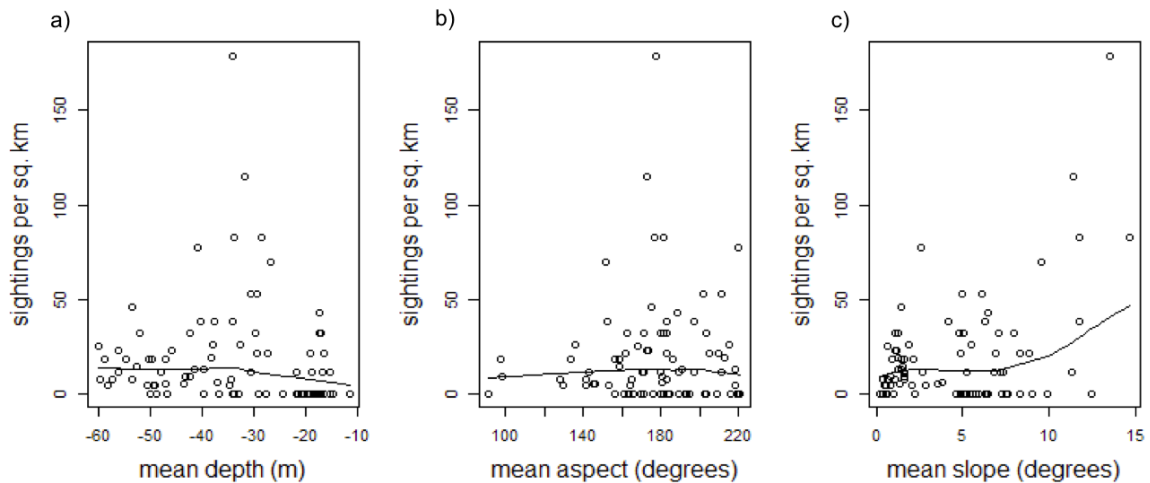 a)
sightings per sq. km
150
100
50
0
-60 -50 -40 -30 -20 -10
mean depth (m)
b)
sightings per sq. km
150
100
50
0
100 140 180 220
mean aspect (degrees)
c)
sightings per sq. km
150
100
50
0
0 5 10 15
mean slope (degrees)